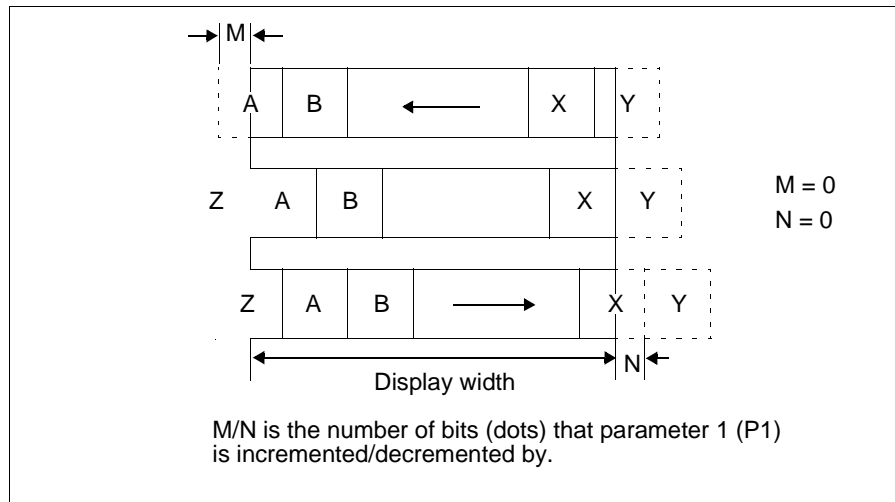 M
A B X Y
Z A B X Y
M = 0
N = 0
Z A B X Y
N
Display width
M/N is the number of bits (dots) that parameter 1 (P1)
is incremented/decremented by.